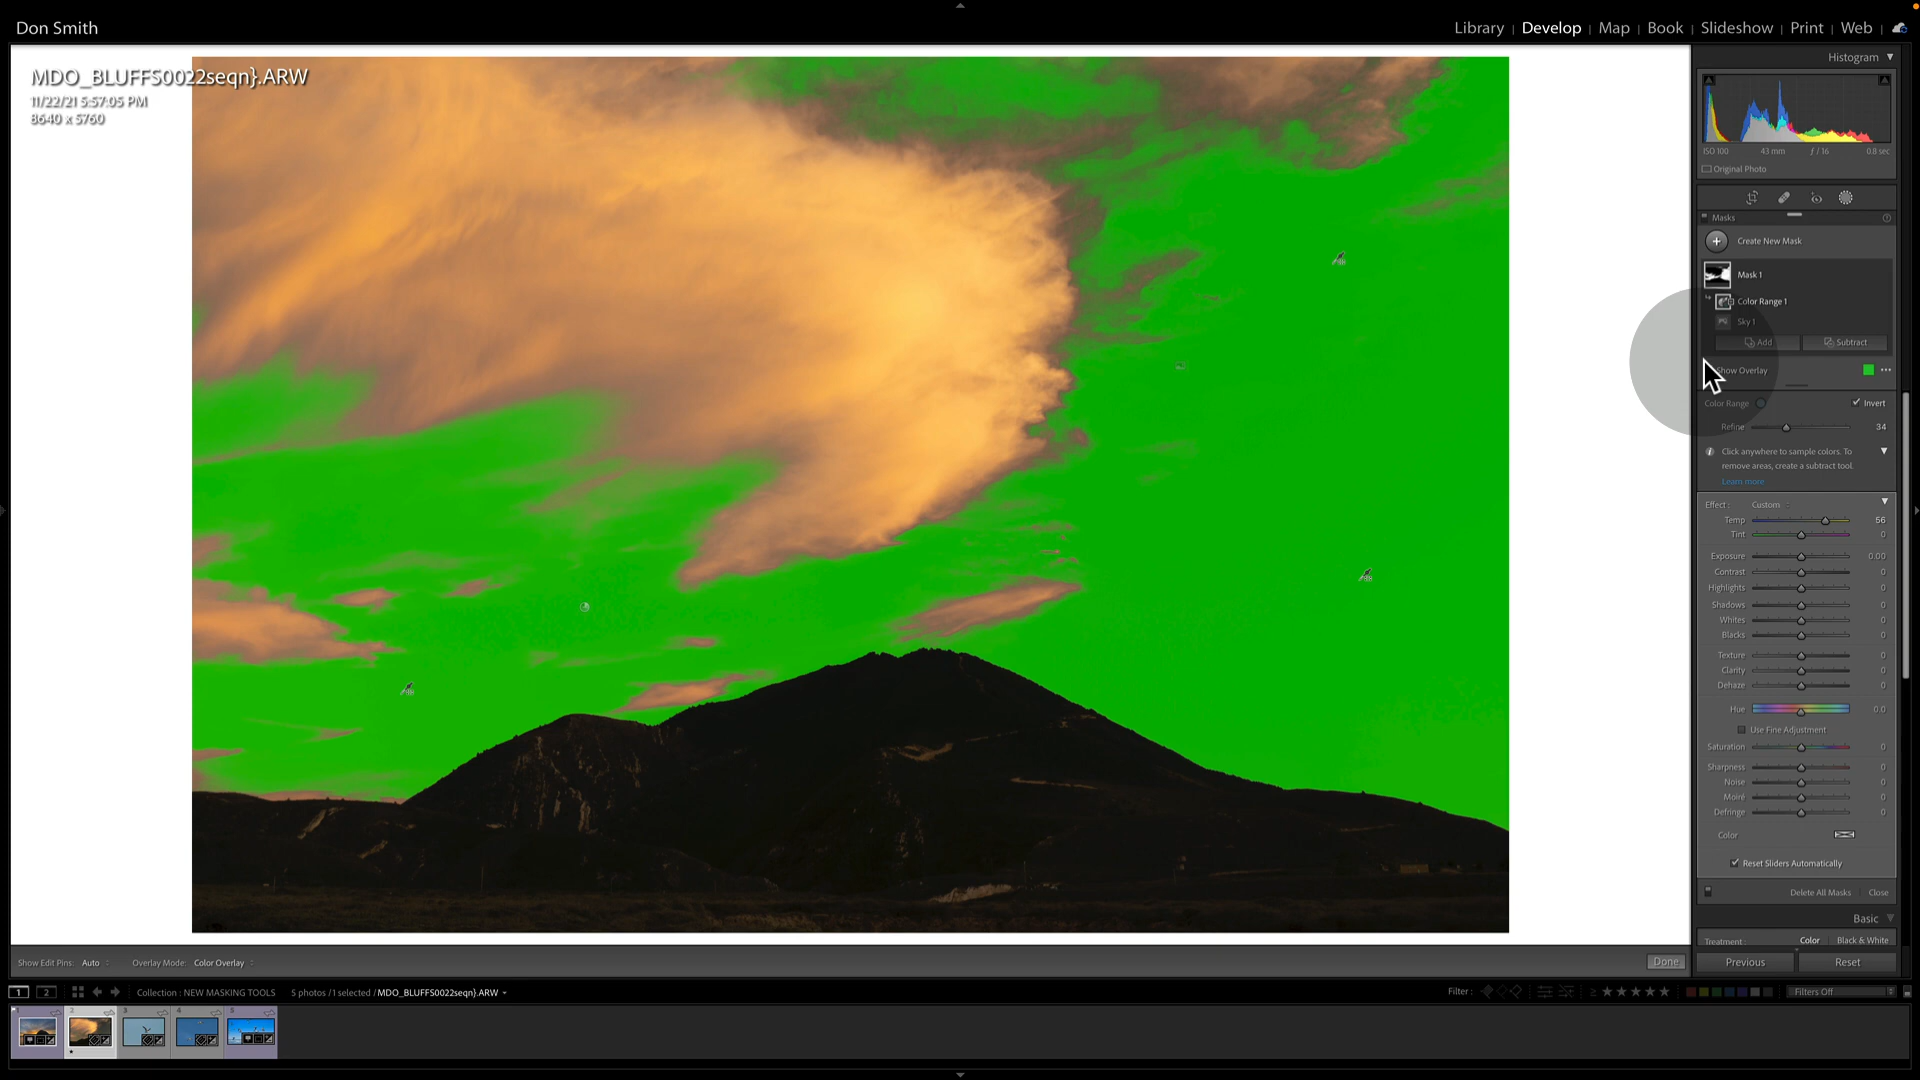 Don Smith
Library | Develop | Map | Book | Slideshow | Print | Web
MDO_BLUFFS0022seqn}.ARW
11/22/21 5:57:05 PM
8640 x 5760
Histogram
ISO 100 43 mm ƒ / 16 0.8 sec
Original Photo
Masks
Create New Mask
Mask 1
Color Range 1
Sky 1
Add Subtract
Show Overlay
Color Range Invert
Refine 34
Click anywhere to sample colors. To
remove areas, create a subtract tool.
Learn more
Effect : Custom
Temp 56
Tint 0
Exposure 0.00
Contrast 0
Highlights 0
Shadows 0
Whites 0
Blacks 0
Texture 0
Clarity 0
Dehaze 0
Hue 0.0
Use Fine Adjustment
Saturation 0
Sharpness 0
Noise 0
Moiré 0
Defringe 0
Color
Reset Sliders Automatically
Delete All Masks Close
Basic
Treatment : Color Black & White
Show Edit Pins: Auto Overlay Mode: Color Overlay Done
Previous Reset
1 2 Collection : NEW MASKING TOOLS 5 photos / 1 selected / MDO_BLUFFS0022seqn}.ARW Filter : ≥ ★★★★★ Filters Off
1 2 3 4 5